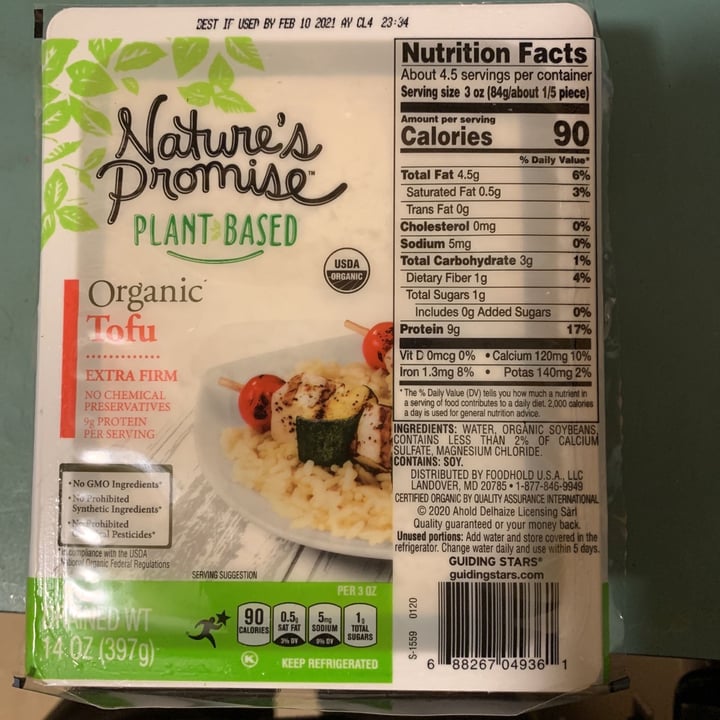 BEST IF USED BY FEB 10 2021 AY CL4 23:34
Nature's
Promise™
PLANT BASED
USDA
ORGANIC
Organic
Tofu
EXTRA FIRM
NO CHEMICAL
PRESERVATIVES
9g PROTEIN
PER SERVING
• No GMO Ingredients*
• No Prohibited
Synthetic Ingredients*
• No Prohibited
Pesticides*
*In compliance with the USDA
National Organic Federal Regulations
SERVING SUGGESTION
DRAINED WT
14 OZ (397g)
PER 3 OZ
90
CALORIES
0.5g
SAT FAT
3% DV
5mg
SODIUM
0% DV
1g
TOTAL
SUGARS
K
KEEP REFRIGERATED
Nutrition Facts
About 4.5 servings per container
Serving size 3 oz (84g/about 1/5 piece)
Amount per serving
Calories 90
% Daily Value*
Total Fat 4.5g 6%
Saturated Fat 0.5g 3%
Trans Fat 0g
Cholesterol 0mg 0%
Sodium 5mg 0%
Total Carbohydrate 3g 1%
Dietary Fiber 1g 4%
Total Sugars 1g
Includes 0g Added Sugars 0%
Protein 9g 17%
Vit D 0mcg 0% • Calcium 120mg 10%
Iron 1.3mg 8% • Potas 140mg 2%
*The % Daily Value (DV) tells you how much a nutrient in
a serving of food contributes to a daily diet. 2,000 calories
a day is used for general nutrition advice.
INGREDIENTS: WATER, ORGANIC SOYBEANS,
CONTAINS LESS THAN 2% OF CALCIUM
SULFATE, MAGNESIUM CHLORIDE.
CONTAINS: SOY.
DISTRIBUTED BY FOODHOLD U.S.A., LLC
LANDOVER, MD 20785 • 1-877-846-9949
CERTIFIED ORGANIC BY QUALITY ASSURANCE INTERNATIONAL
© 2020 Ahold Delhaize Licensing Sàrl
Quality guaranteed or your money back.
Unused portions: Add water and store covered in the
refrigerator. Change water daily and use within 5 days.
GUIDING STARS®
guidingstars.com
S-1559 0120
6 88267 04936 1